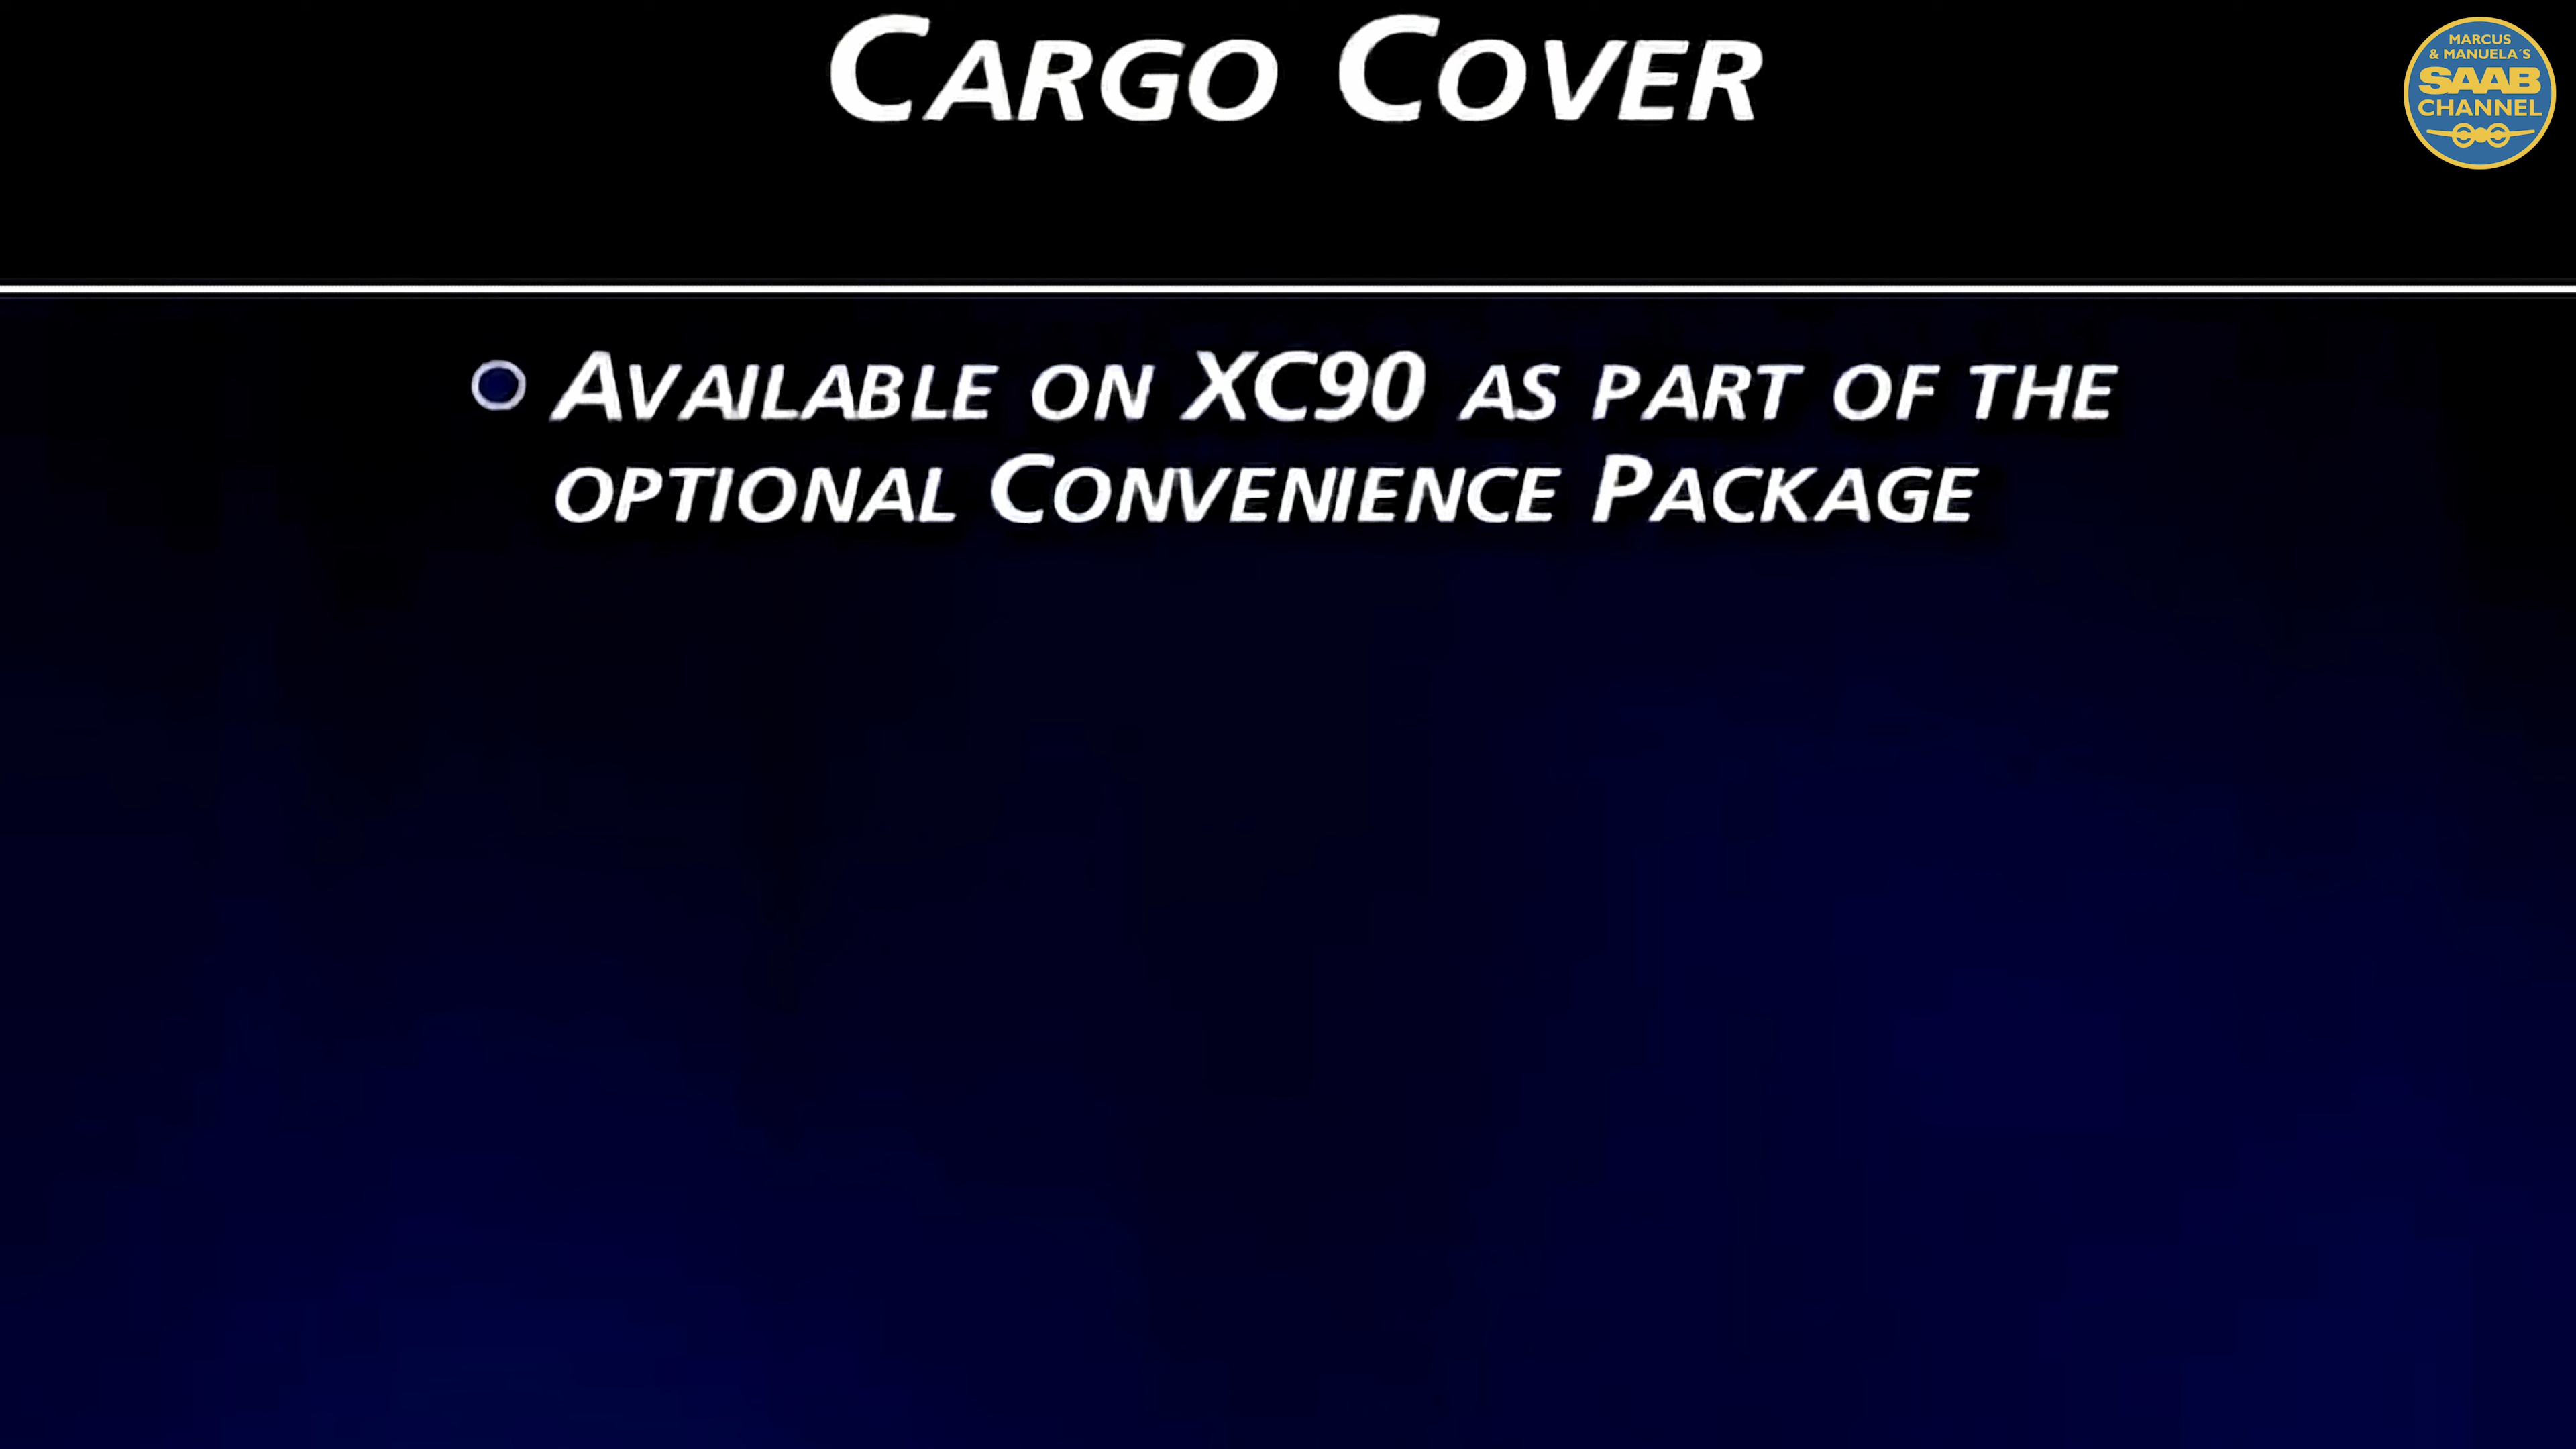 CARGO COVER
MARCUS
& MANUELA´S
SAAB
CHANNEL
AVAILABLE ON XC90 AS PART OF THE
OPTIONAL CONVENIENCE PACKAGE